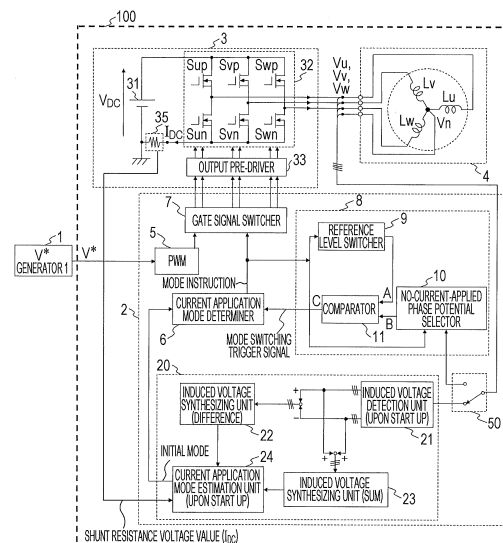 100
3
31
VDC
35
IDC
Sup Svp Swp
Sun Svn Swn
32
Vu,
Vv,
Vw
Lv
Lu
Lw
Vn
4
OUTPUT PRE-DRIVER
33
7
GATE SIGNAL SWITCHER
8
9
REFERENCE
LEVEL SWITCHER
1
V*
GENERATOR 1
V*
5
PWM
MODE INSTRUCTION
10
NO-CURRENT-APPLIED
PHASE POTENTIAL
SELECTOR
A
B
C
COMPARATOR
11
2
CURRENT APPLICATION
MODE DETERMINER
6
MODE SWITCHING
TRIGGER SIGNAL
50
20
INDUCED VOLTAGE
SYNTHESIZING UNIT
(DIFFERENCE)
22
+
−
+
+
INDUCED VOLTAGE
DETECTION UNIT
(UPON START UP)
21
INITIAL MODE
24
CURRENT APPLICATION
MODE ESTIMATION UNIT
(UPON START UP)
INDUCED VOLTAGE
SYNTHESIZING UNIT (SUM)
23
SHUNT RESISTANCE VOLTAGE VALUE (IDC)